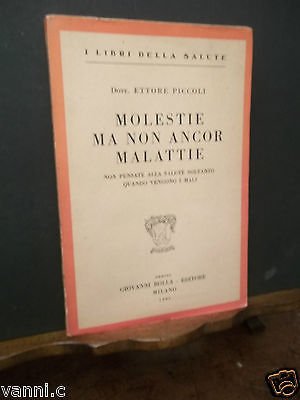 I LIBRI DELLA SALUTE
DOTT. ETTORE PICCOLI
MOLESTIE
MA NON ANCOR
MALATTIE
NON PENSATE ALLA SALUTE SOLTANTO
QUANDO VENGONO I MALI
GIOVANNI BOLLA - EDITORE
MILANO
vanni.c